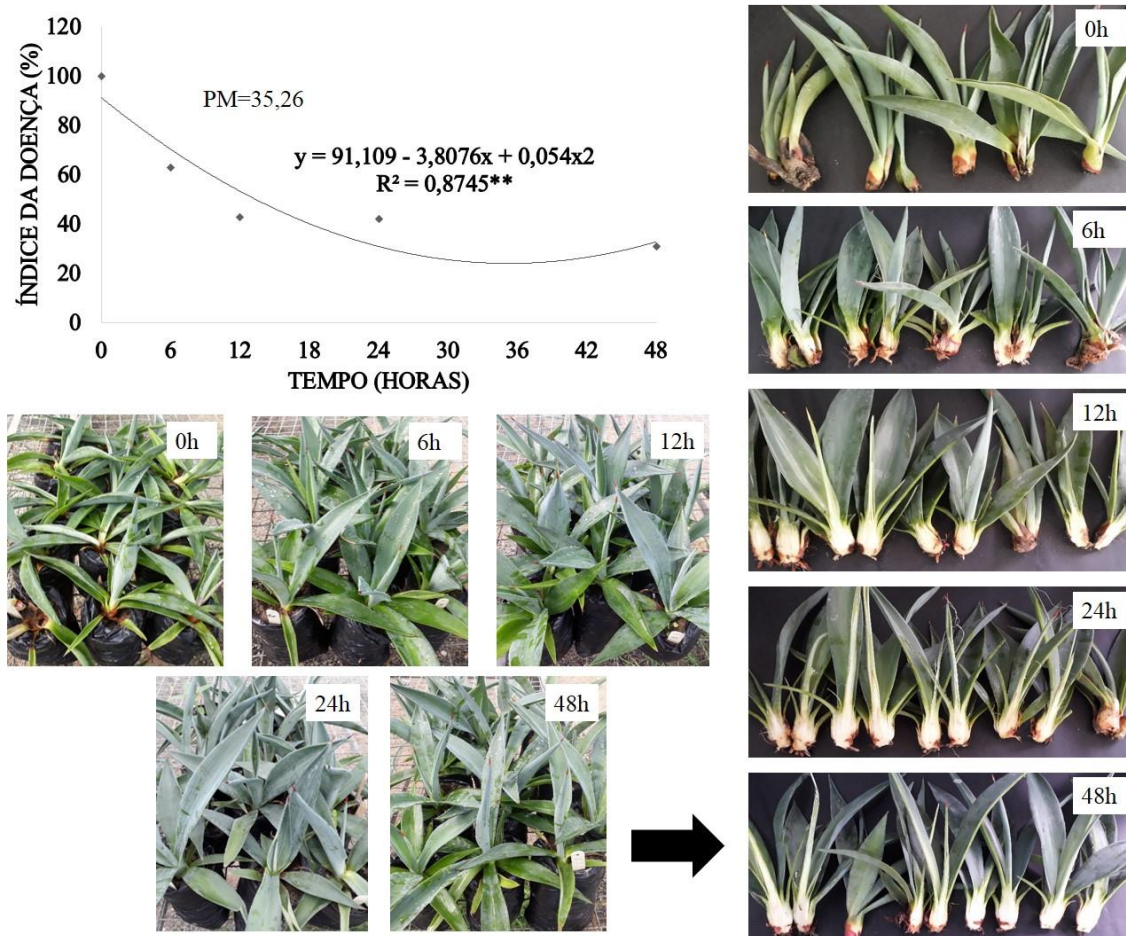 120
100
80
60
40
20
0
ÍNDICE DA DOENÇA (%)
PM=35,26
y = 91,109 - 3,8076x + 0,054x2
R² = 0,8745**
0 6 12 18 24 30 36 42 48
TEMPO (HORAS)
0h
6h
12h
24h
48h
0h
6h
12h
24h
48h